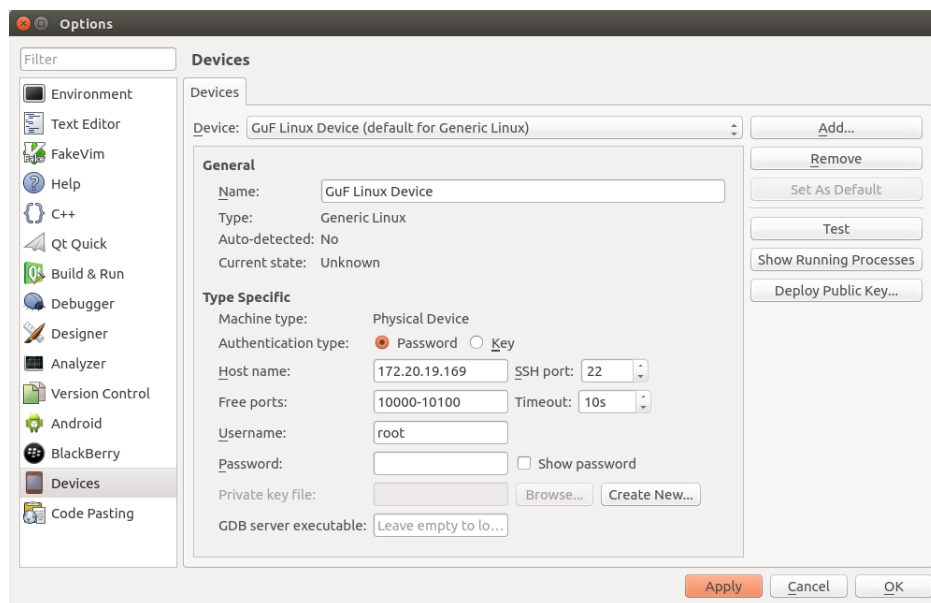 Options
Filter
Environment
Text Editor
FakeVim
Help
C++
Qt Quick
Build & Run
Debugger
Designer
Analyzer
Version Control
Android
BlackBerry
Devices
Code Pasting
Devices
Devices
Device: GuF Linux Device (default for Generic Linux)
General
Name: GuF Linux Device
Type: Generic Linux
Auto-detected: No
Current state: Unknown
Type Specific
Machine type: Physical Device
Authentication type: Password Key
Host name: 172.20.19.169 SSH port: 22
Free ports: 10000-10100 Timeout: 10s
Username: root
Password: Show password
Private key file: Browse... Create New...
GDB server executable: Leave empty to lo...
Add...
Remove
Set As Default
Test
Show Running Processes
Deploy Public Key...
Apply Cancel OK